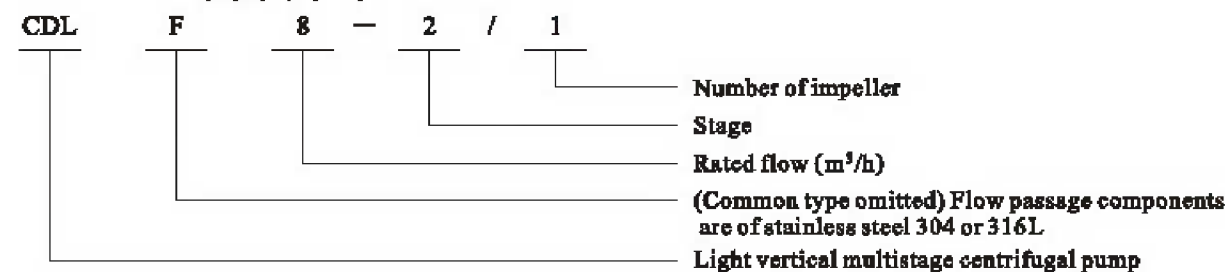 CDL F 8 — 2 / 1
Number of impeller
Stage
Rated flow (m³/h)
(Common type omitted) Flow passage components
are of stainless steel 304 or 316L
Light vertical multistage centrifugal pump